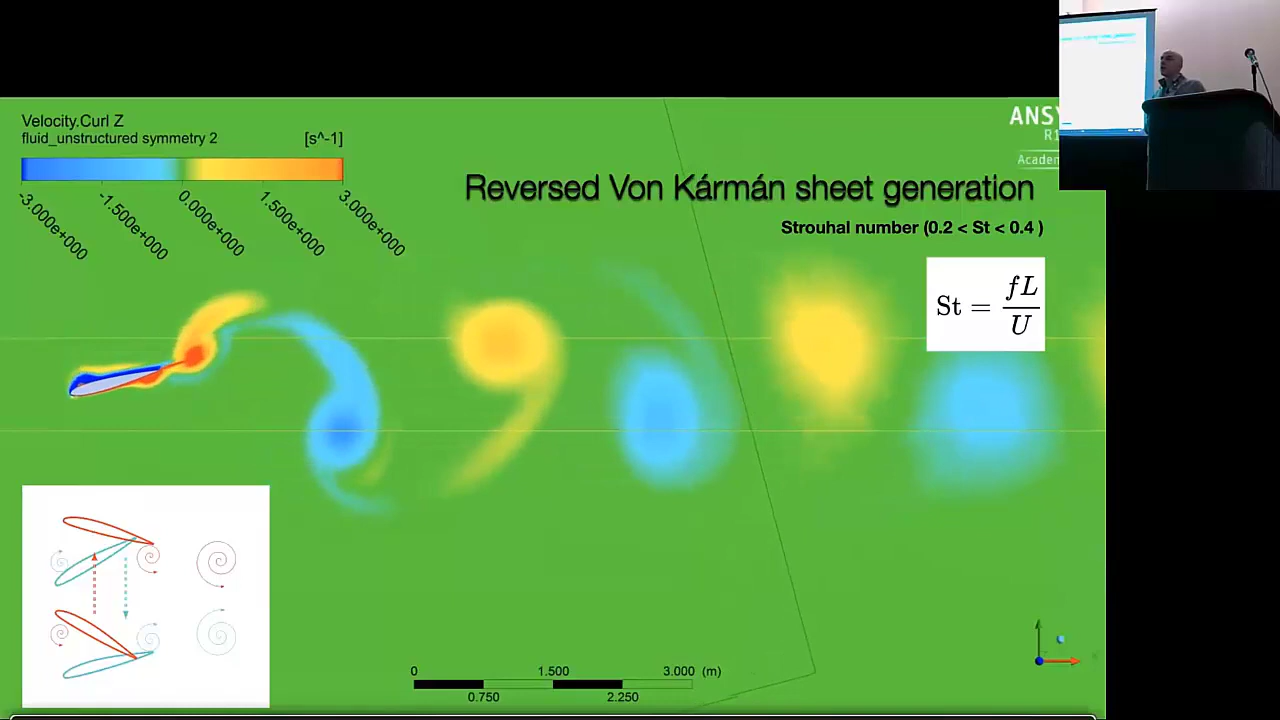 Velocity.Curl Z
fluid_unstructured symmetry 2 [s^-1]
-3.000e+000
-1.500e+000
0.000e+000
1.500e+000
3.000e+000
ANSY
R1
Academ
Reversed Von Kármán sheet generation
Strouhal number (0.2 < St < 0.4 )
St = fL/U
0 1.500 3.000 (m)
0.750 2.250